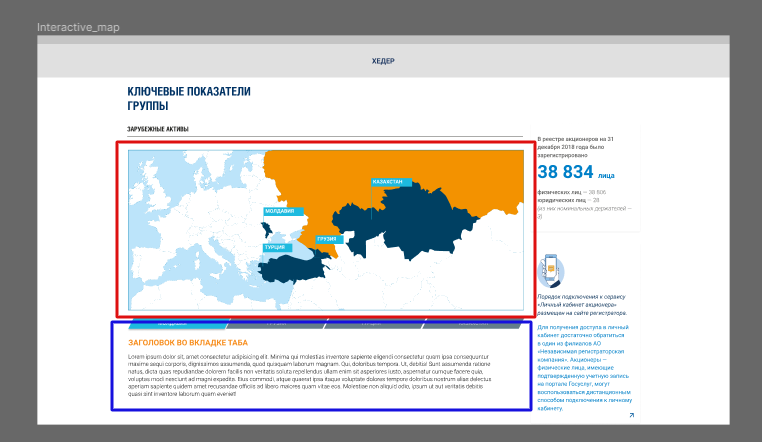 Interactive_map
ХЕДЕР
КЛЮЧЕВЫЕ ПОКАЗАТЕЛИ
ГРУППЫ
ЗАРУБЕЖНЫЕ АКТИВЫ
КАЗАХСТАН
МОЛДАВИЯ
ГРУЗИЯ
ТУРЦИЯ
ЗАГОЛОВОК ВО ВКЛАДКЕ ТАБА
Lorem ipsum dolor sit, amet consectetur adipisicing elit. Minima qui molestias inventore sapiente eligendi consectetur quam ipsa consequuntur
maxime sequi corporis, dignissimos assumenda, quod quisquam laborum magnam. Qui, doloribus tempora. Ut, debitis! Sunt assumenda ratione
natus, dicta quas repudiandae dolorem facilis non veritatis soluta repellendus ullam enim sit asperiores iusto, aspernatur cumque facere quia,
voluptas modi nesciunt ad magni expedita. Eius commodi, atque quaerat ipsa itaque voluptate dolores tempore doloribus nostrum alias delectus
aperiam sapiente quidem amet recusandae officiis ad libero maiores quam vitae eos. Molestiae non aliquid odio, ipsum ut aut veritatis debitis
quasi sint inventore laborum quam eveniet!
В реестре акционеров на 31
декабря 2018 года было
зарегистрировано
38 834 лица
физических лиц — 38 806
юридических лиц — 28
(из них номинальных держателей —
Порядок подключения к сервису
«Личный кабинет акционера»
размещен на сайте регистратора.
Для получения доступа в личный
кабинет достаточно обратиться
в один из филиалов АО
«Независимая регистраторская
компания». Акционеры —
физические лица, имеющие
подтверждённую учетную запись
на портале Госуслуг, могут
воспользоваться дистанционным
способом подключения к личному
кабинету.